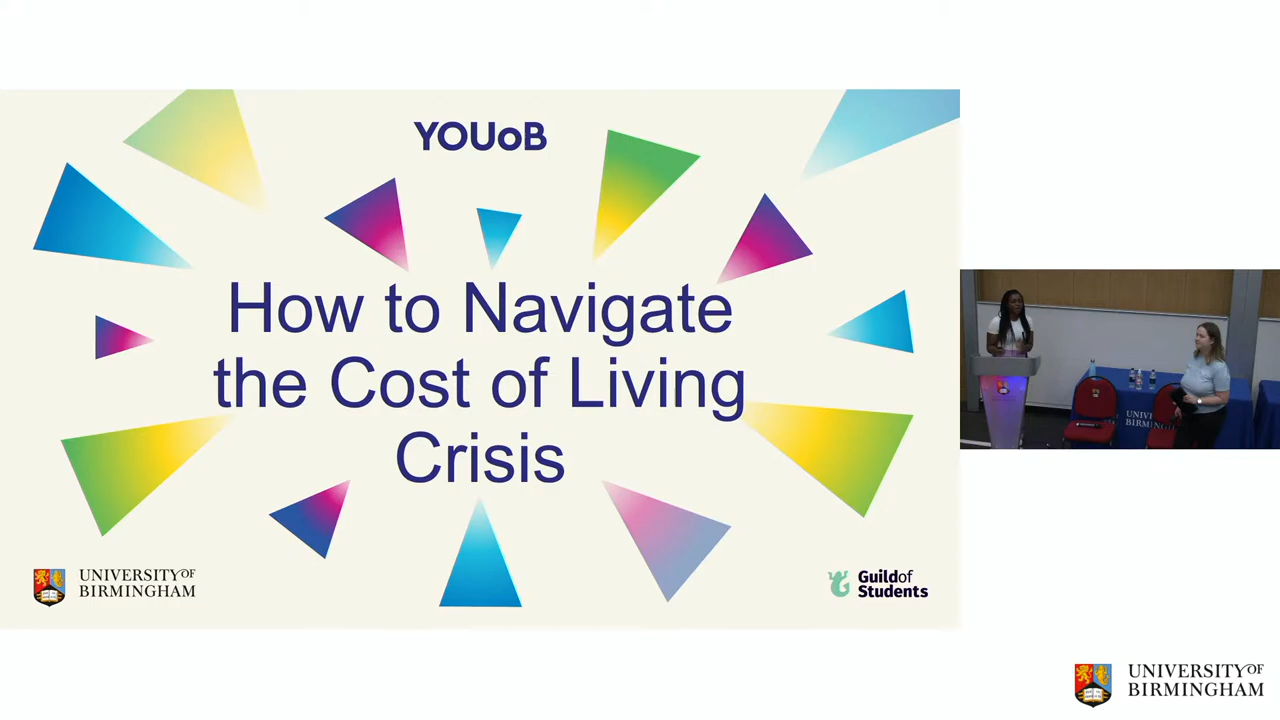 YOUoB
How to Navigate
the Cost of Living
Crisis
UNIVERSITY OF
BIRMINGHAM
Guild of
Students
UNIVERSITY OF
BIRMINGHAM